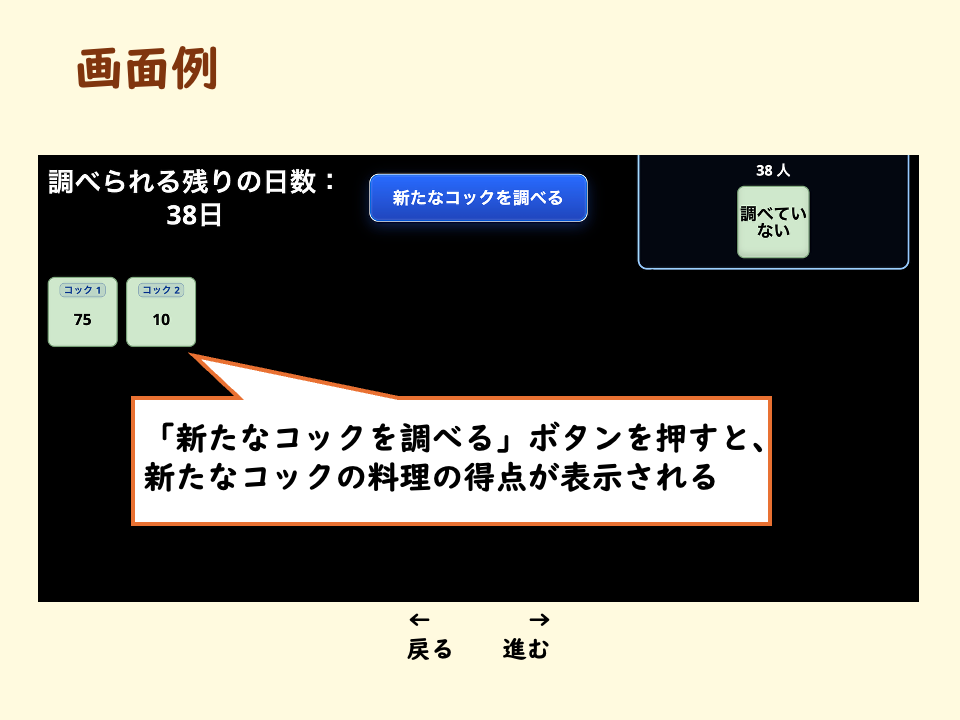 画面例
調べられる残りの日数：
38日
新たなコックを調べる
38 人
調べてい
ない
コック 1
75
コック 2
10
「新たなコックを調べる」ボタンを押すと、
新たなコックの料理の得点が表示される
← →
戻る 進む